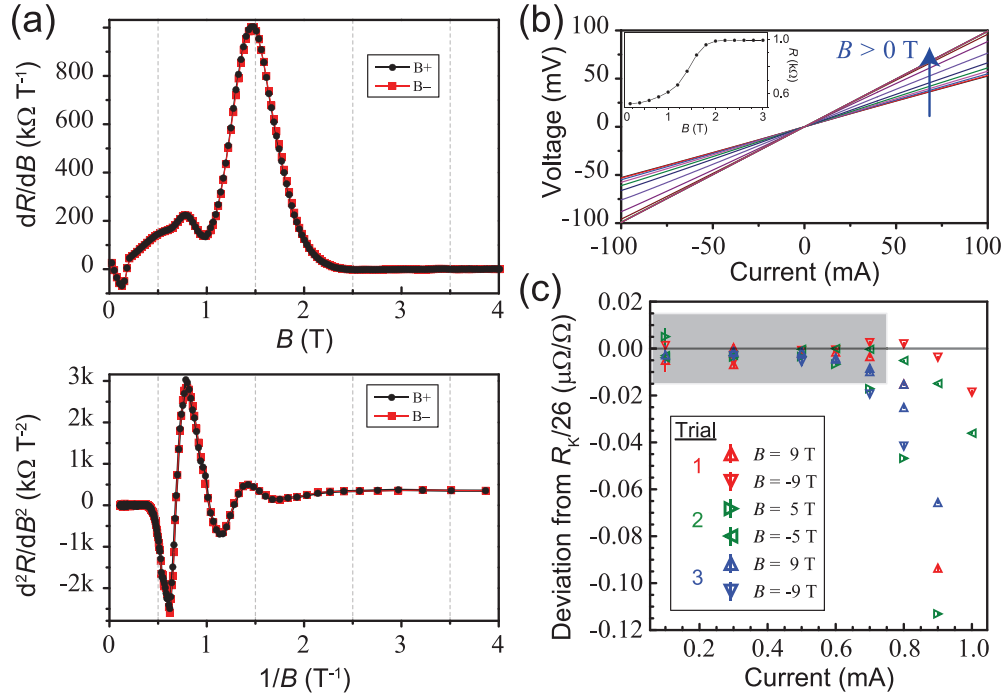 (a)
dR/dB (kΩ T⁻¹)
800
600
400
200
0
B+
B−
0 1 2 3 4
B (T)
d²R/dB² (kΩ T⁻²)
3k
2k
1k
0
-1k
-2k
B+
B−
0 1 2 3 4
1/B (T⁻¹)
(b)
Voltage (mV)
100
50
0
-50
-100
B > 0 T
R (kΩ)
1.0
0.6
0 1 2 3
B (T)
-100 -50 0 50 100
Current (mA)
(c)
Deviation from R_K/26 (μΩ/Ω)
0.02
0.00
-0.02
-0.04
-0.06
-0.08
-0.10
-0.12
Trial
1
B = 9 T
B = -9 T
2
B = 5 T
B = -5 T
3
B = 9 T
B = -9 T
0.2 0.4 0.6 0.8 1.0
Current (mA)